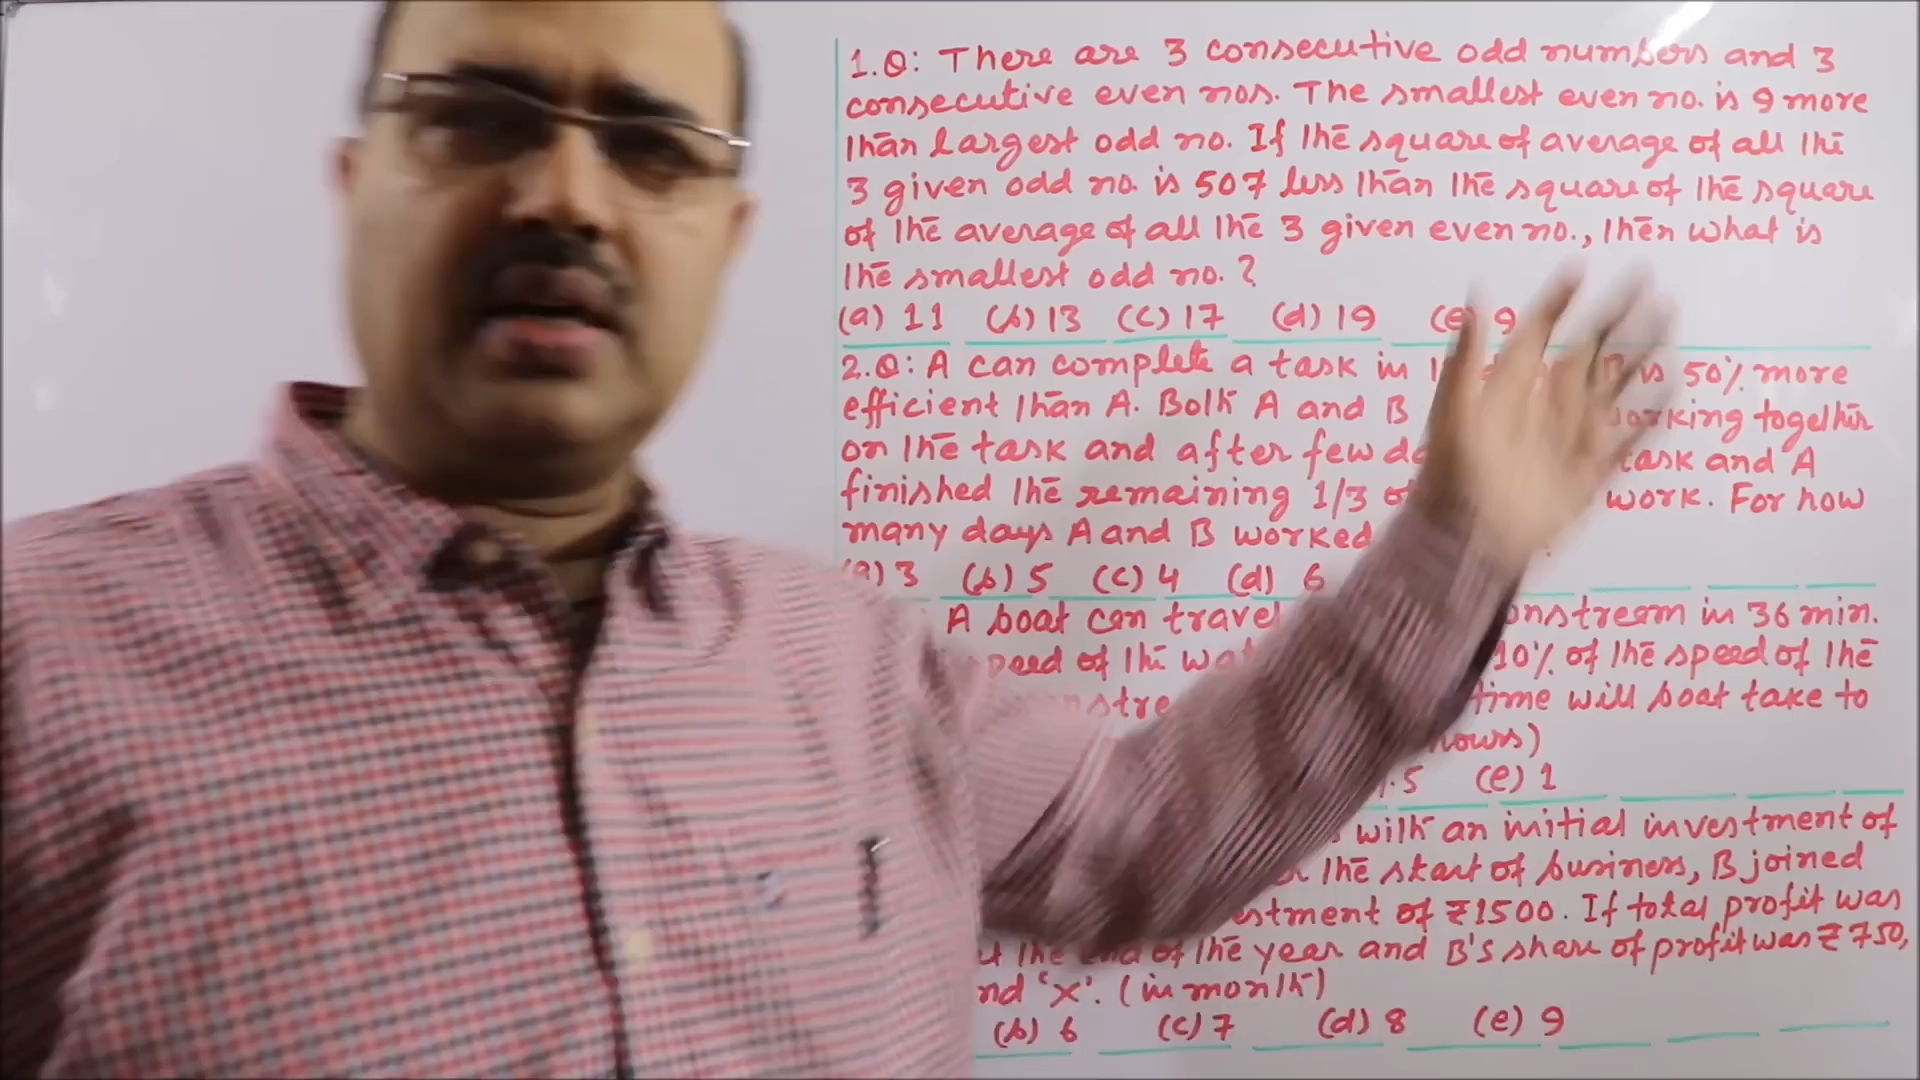 1.Q: There are 3 consecutive odd numbers and 3
consecutive even nos. The smallest even no. is 9 more
than largest odd no. If the square of average of all the
3 given odd no. is 507 less than the square of the square
of the average of all the 3 given even no., then what is
the smallest odd no. ?
(a) 11 (b) 13 (c) 17 (d) 19 (e) 9
2.Q: A can complete a task in is 50% more
efficient than A. Both A and B working together
on the task and after few task and A
finished the remaining 1/3 work. For how
many days A and B worked
(a) 3 (b) 5 (c) 4 (d) 6
A boat can travel in 36 min.
of the 10% of the speed of the
time will boat take to
hours)
.5 (e) 1
with an initial investment of
the start of business, B joined
of ₹1500. If total profit was
the end of the year and B's share of profit was ₹750,
'x'. (in month)
(b) 6 (c) 7 (d) 8 (e) 9